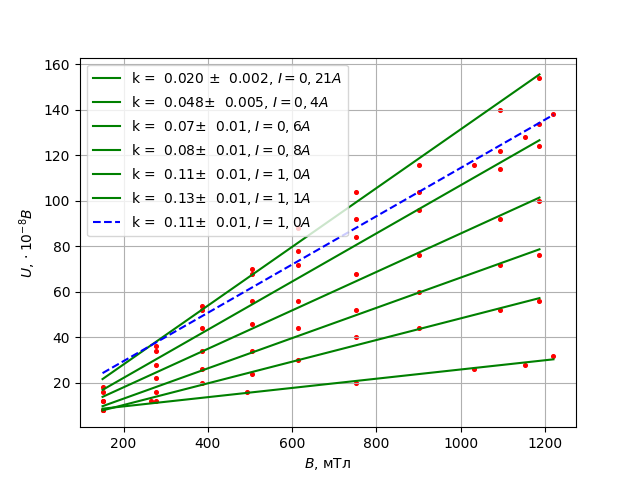 160
140
120
100
80
60
40
20
U, · 10⁻⁸B
k = 0.020 ± 0.002, I = 0, 21A
k = 0.048± 0.005, I = 0, 4A
k = 0.07± 0.01, I = 0, 6A
k = 0.08± 0.01, I = 0, 8A
k = 0.11± 0.01, I = 1, 0A
k = 0.13± 0.01, I = 1, 1A
k = 0.11± 0.01, I = 1, 0A
200 400 600 800 1000 1200
B, мТл